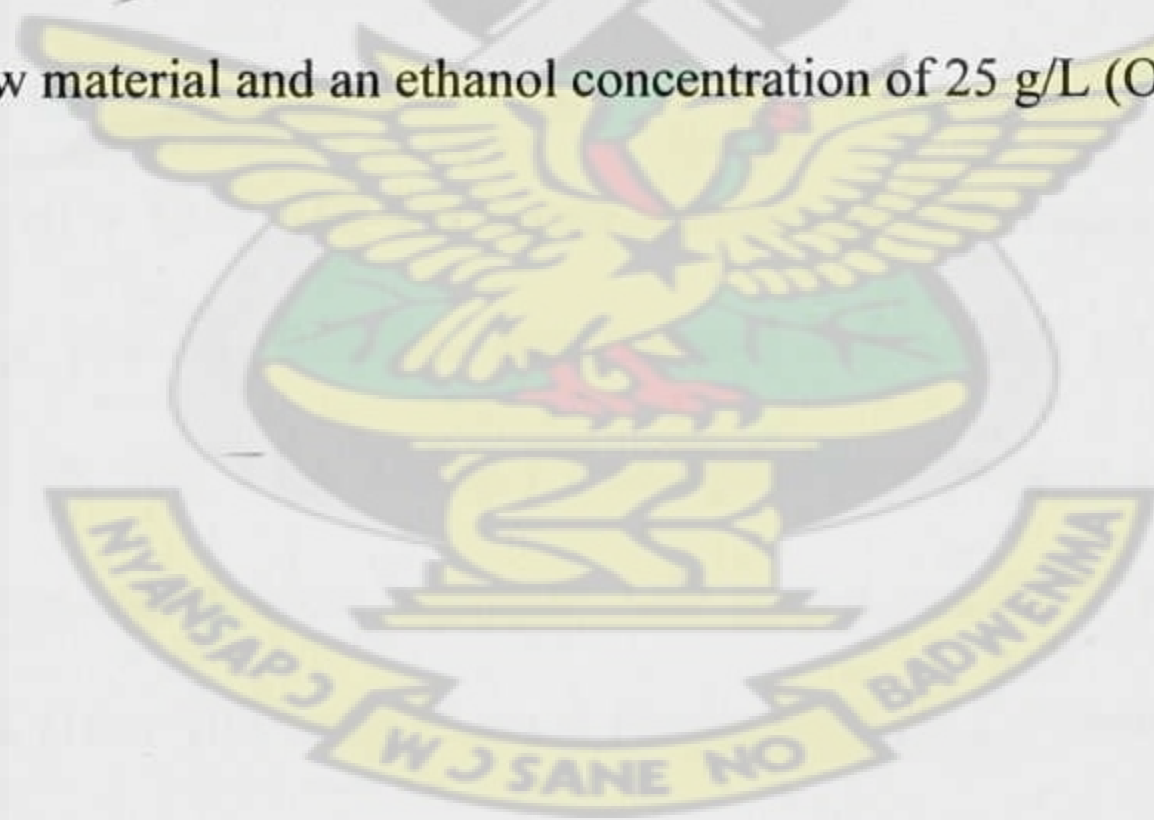 material and an ethanol concentration of 25 g/L
NYANSAPƆ
WƆSANE NO
BADWENMA